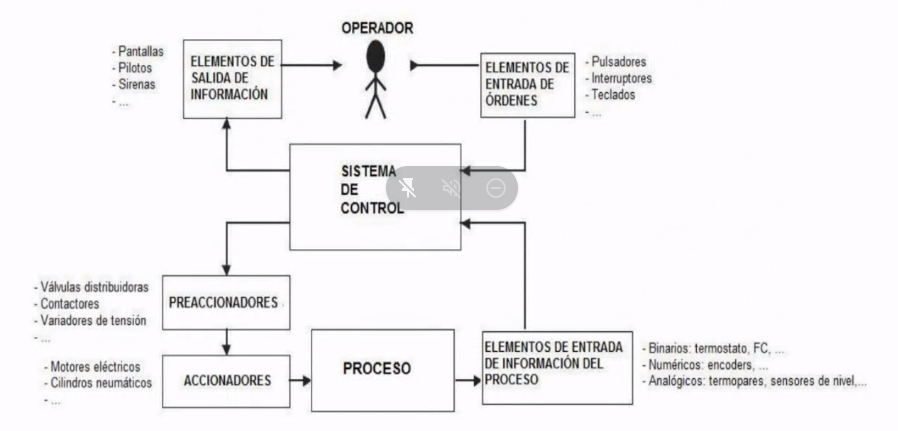 OPERADOR
- Pantallas
- Pilotos
- Sirenas
- ...
ELEMENTOS DE
SALIDA DE
INFORMACIÓN
ELEMENTOS DE
ENTRADA DE
ÓRDENES
- Pulsadores
- Interruptores
- Teclados
- ...
SISTEMA
DE
CONTROL
- Válvulas distribuidoras
- Contactores
- Variadores de tensión
- ...
PREACCIONADORES
- Motores eléctricos
- Cilindros neumáticos
- ...
ACCIONADORES
PROCESO
ELEMENTOS DE ENTRADA
DE INFORMACIÓN DEL
PROCESO
- Binarios: termostato, FC, ...
- Numéricos: encoders, ...
- Analógicos: termopares, sensores de nivel,...